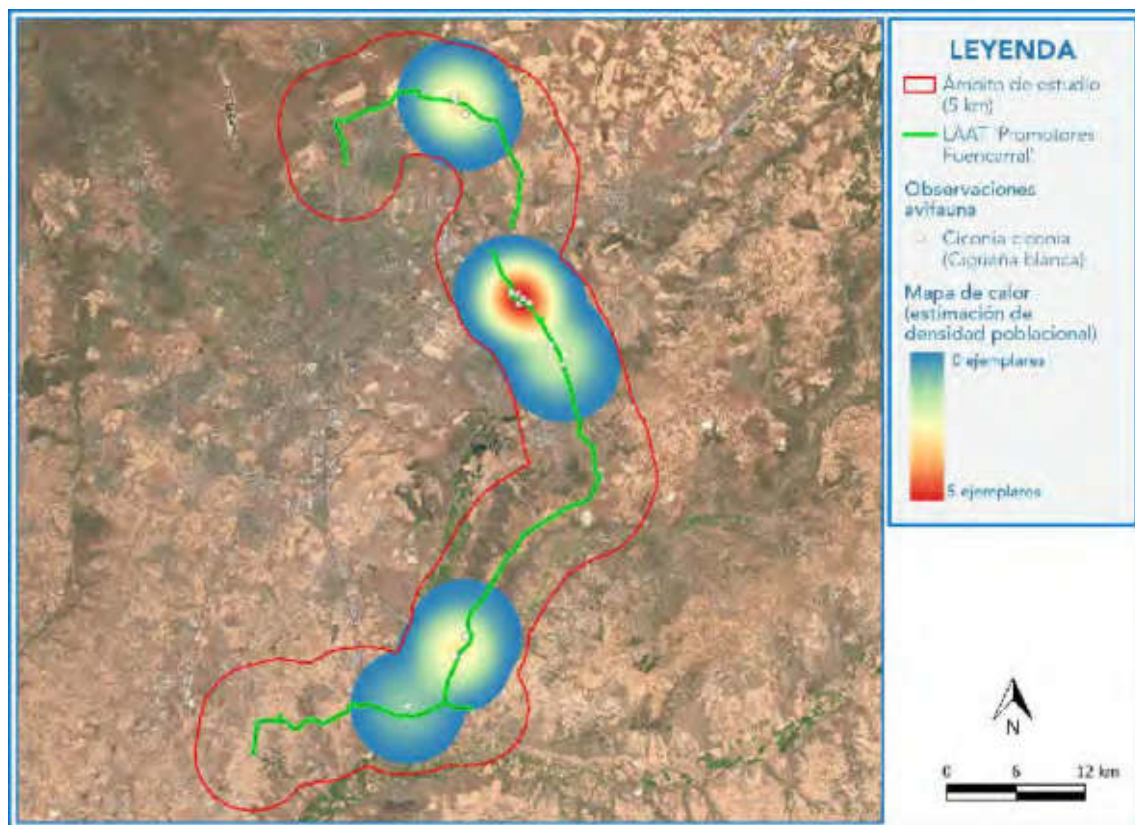 LEYENDA
Ámbito de estudio
(5 km)
LAAT 'Promotores
Fuencarral'
Observaciones
avifauna
Ciconia ciconia
(Cigüeña blanca)
Mapa de calor
(estimación de
densidad poblacional)
0 ejemplares
5 ejemplares
N
0 6 12 km